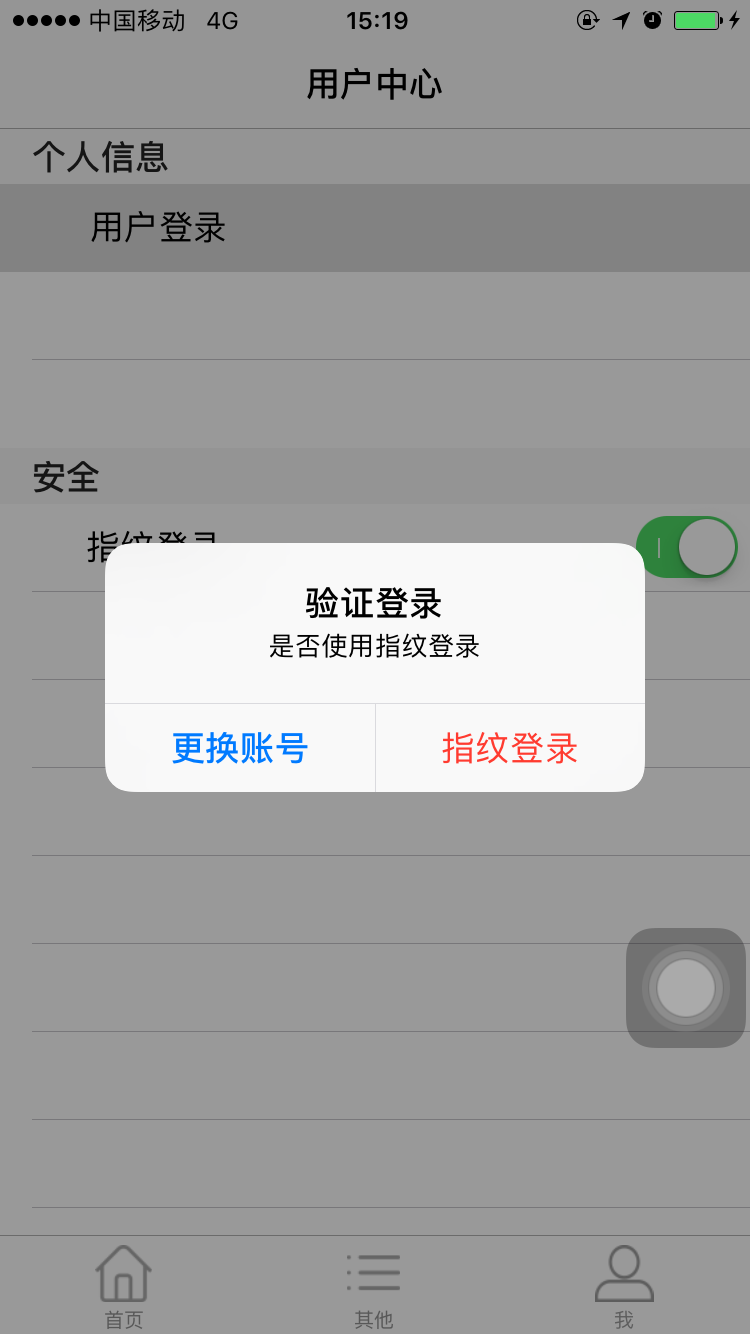 中国移动 4G 15:19
用户中心
个人信息
用户登录
安全
指纹登录
验证登录
是否使用指纹登录
更换账号 指纹登录
首页 其他 我